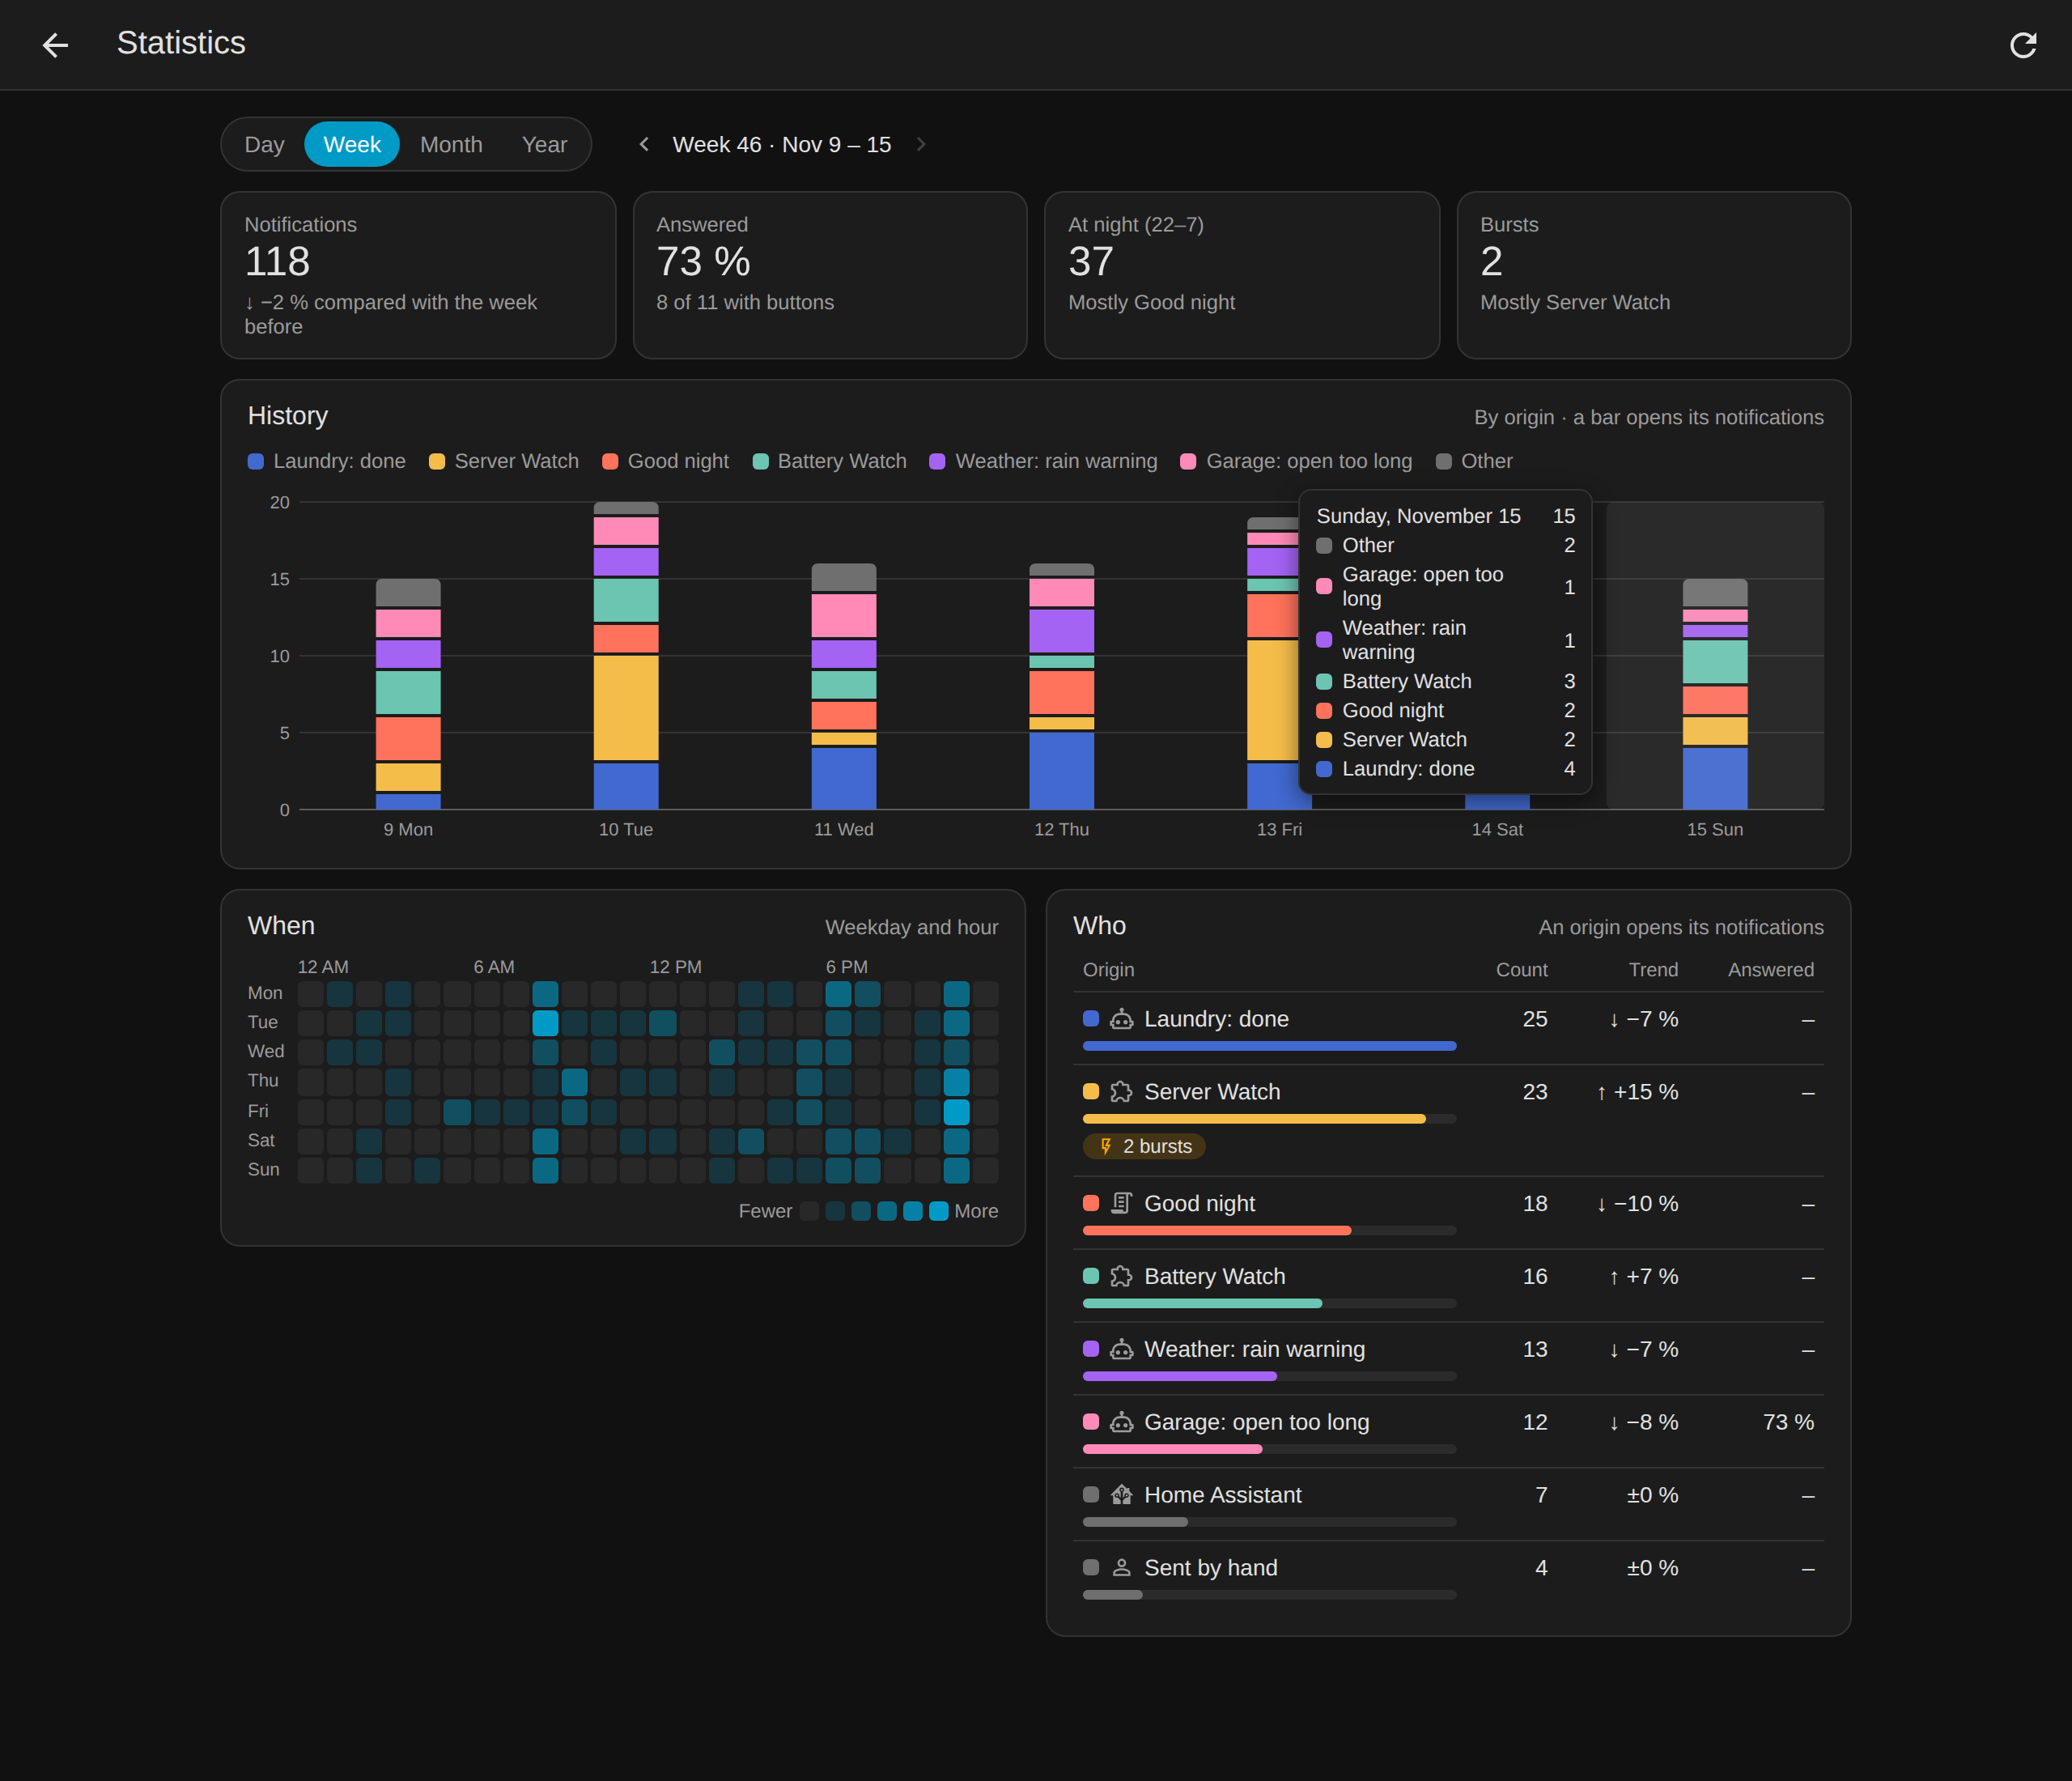 Statistics
Day Week Month Year
Week 46 · Nov 9 – 15
Notifications
118
↓ −2 % compared with the week
before
Answered
73 %
8 of 11 with buttons
At night (22–7)
37
Mostly Good night
Bursts
2
Mostly Server Watch
History
By origin · a bar opens its notifications
Laundry: done Server Watch Good night Battery Watch Weather: rain warning Garage: open too long Other
20
15
10
5
0
9 Mon 10 Tue 11 Wed 12 Thu 13 Fri 14 Sat 15 Sun
Sunday, November 15 15
Other 2
Garage: open too
long 1
Weather: rain
warning 1
Battery Watch 3
Good night 2
Server Watch 2
Laundry: done 4
When
Weekday and hour
12 AM 6 AM 12 PM 6 PM
Mon
Tue
Wed
Thu
Fri
Sat
Sun
Fewer More
Who
An origin opens its notifications
Origin Count Trend Answered
Laundry: done 25 ↓ −7 % –
Server Watch 23 ↑ +15 % –
2 bursts
Good night 18 ↓ −10 % –
Battery Watch 16 ↑ +7 % –
Weather: rain warning 13 ↓ −7 % –
Garage: open too long 12 ↓ −8 % 73 %
Home Assistant 7 ±0 % –
Sent by hand 4 ±0 % –